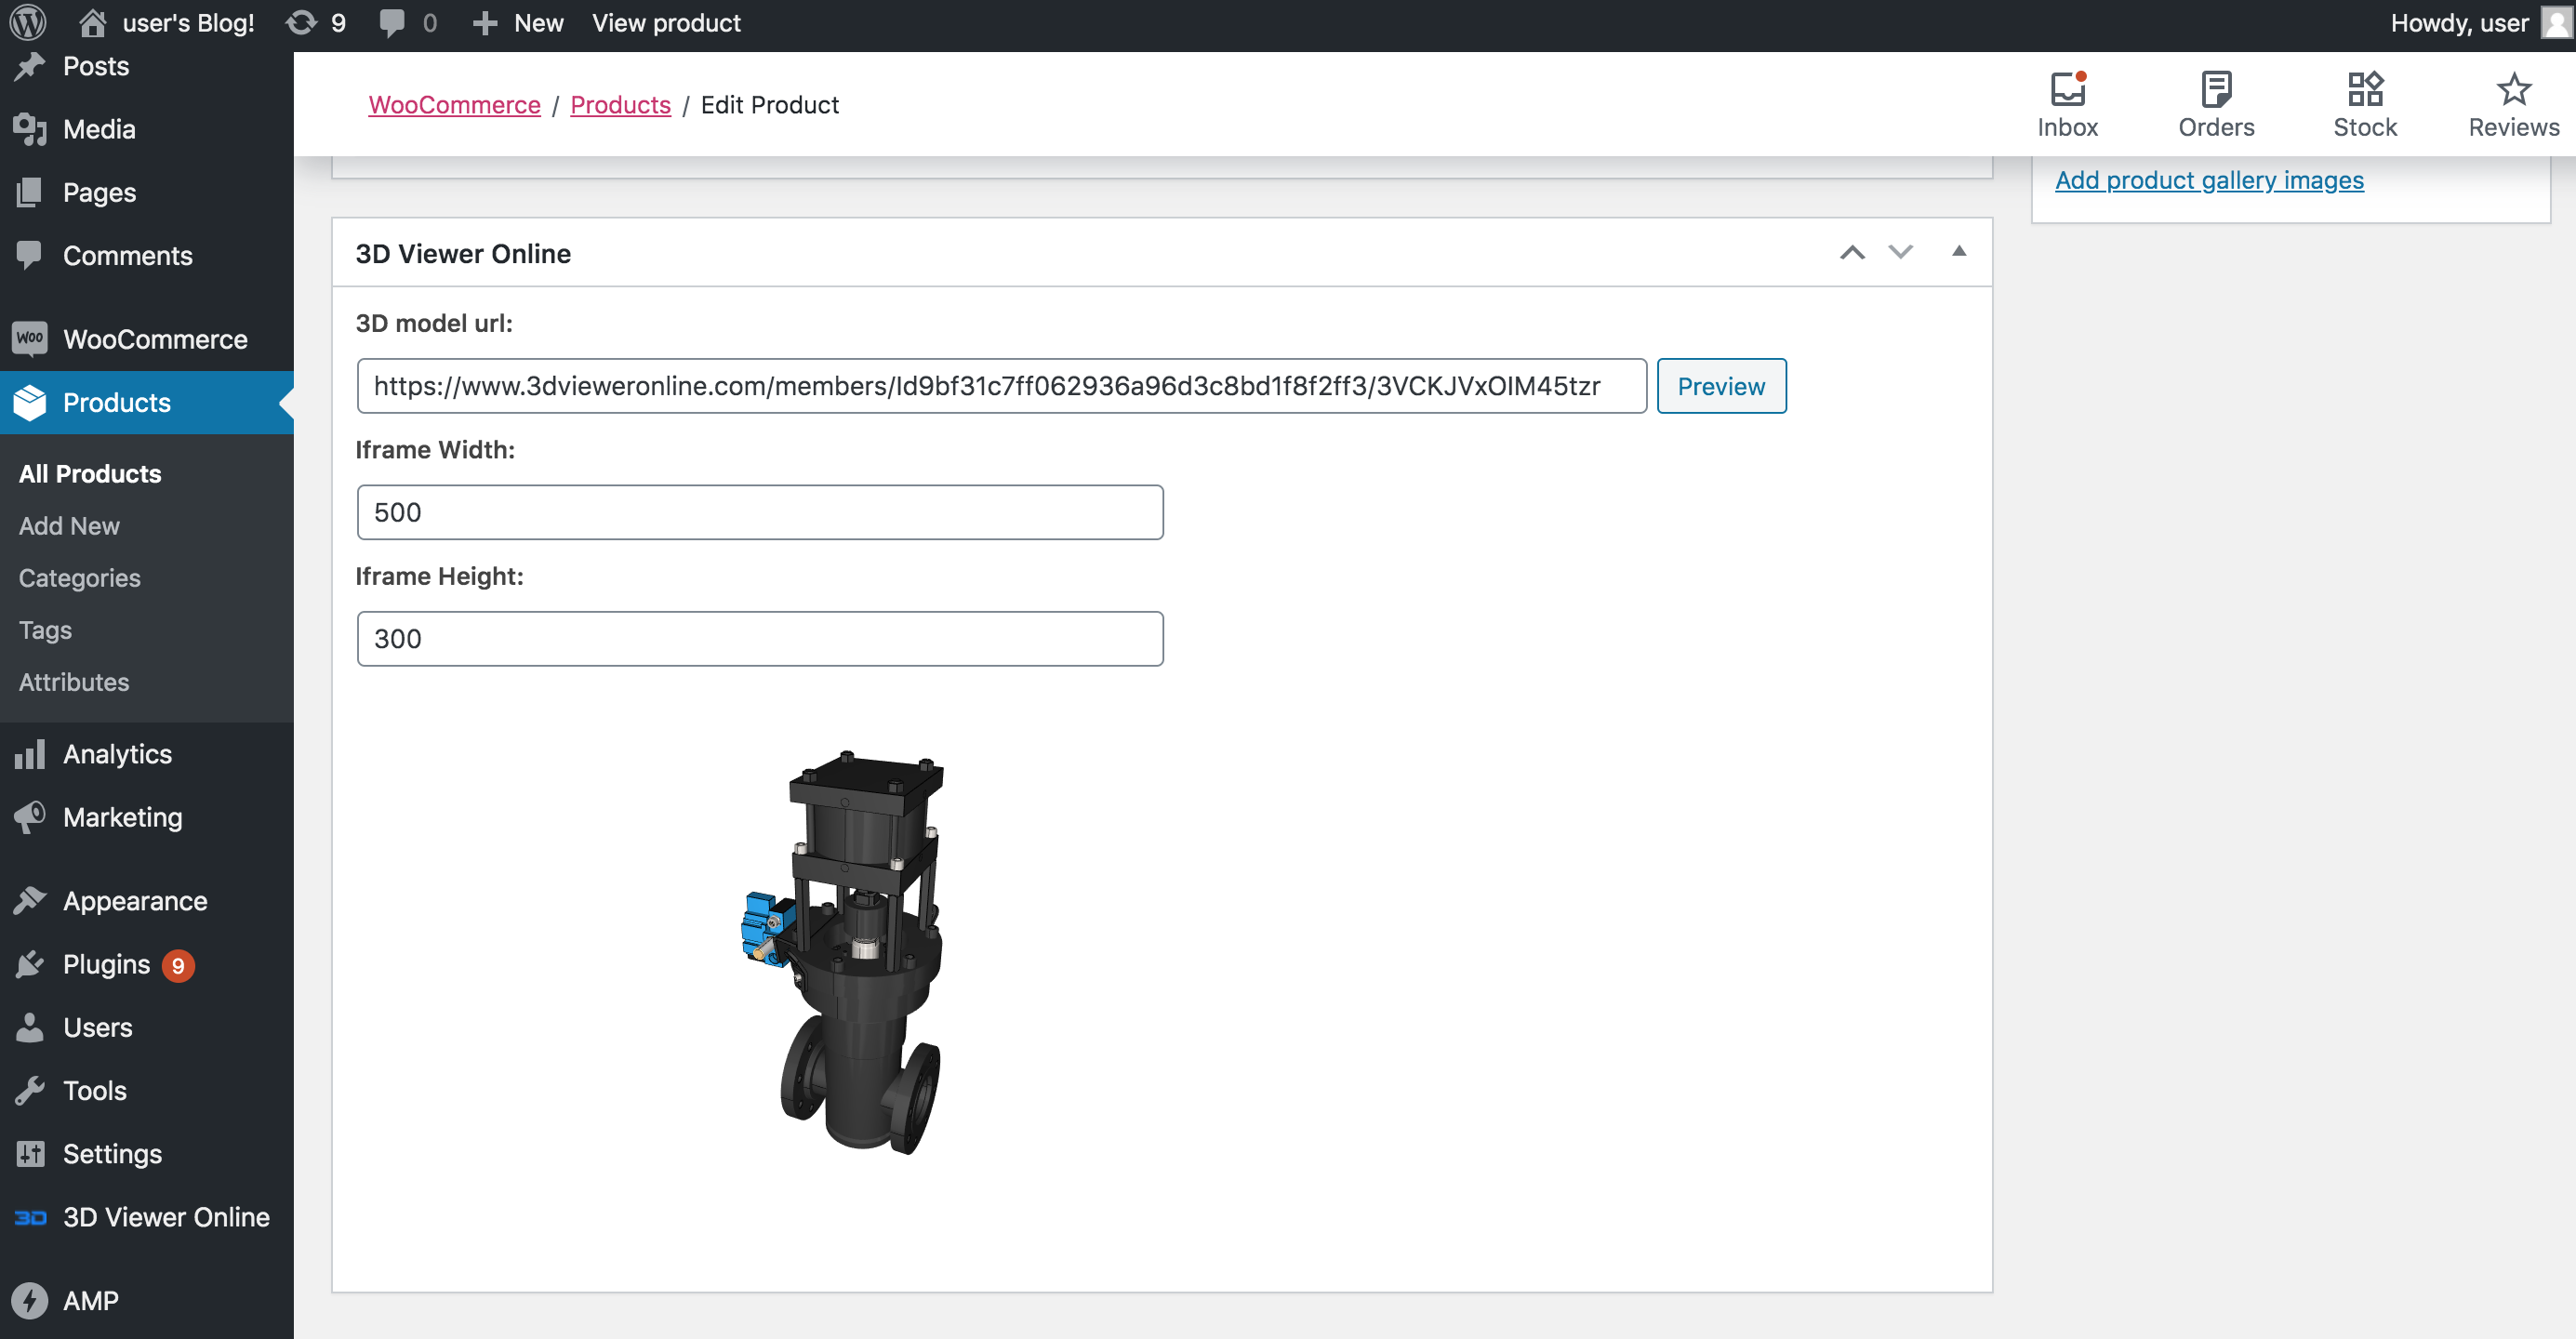 user's Blog! 9 0 New View product Howdy, user
Posts
Media
Pages
Comments
WOO WooCommerce
Products
All Products
Add New
Categories
Tags
Attributes
Analytics
Marketing
Appearance
Plugins 9
Users
Tools
Settings
3D 3D Viewer Online
AMP
WooCommerce / Products / Edit Product
Inbox Orders Stock Reviews
Add product gallery images
3D Viewer Online
3D model url:
https://www.3dvieweronline.com/members/Id9bf31c7ff062936a96d3c8bd1f8f2ff3/3VCKJVxOIM45tzr Preview
Iframe Width:
500
Iframe Height:
300